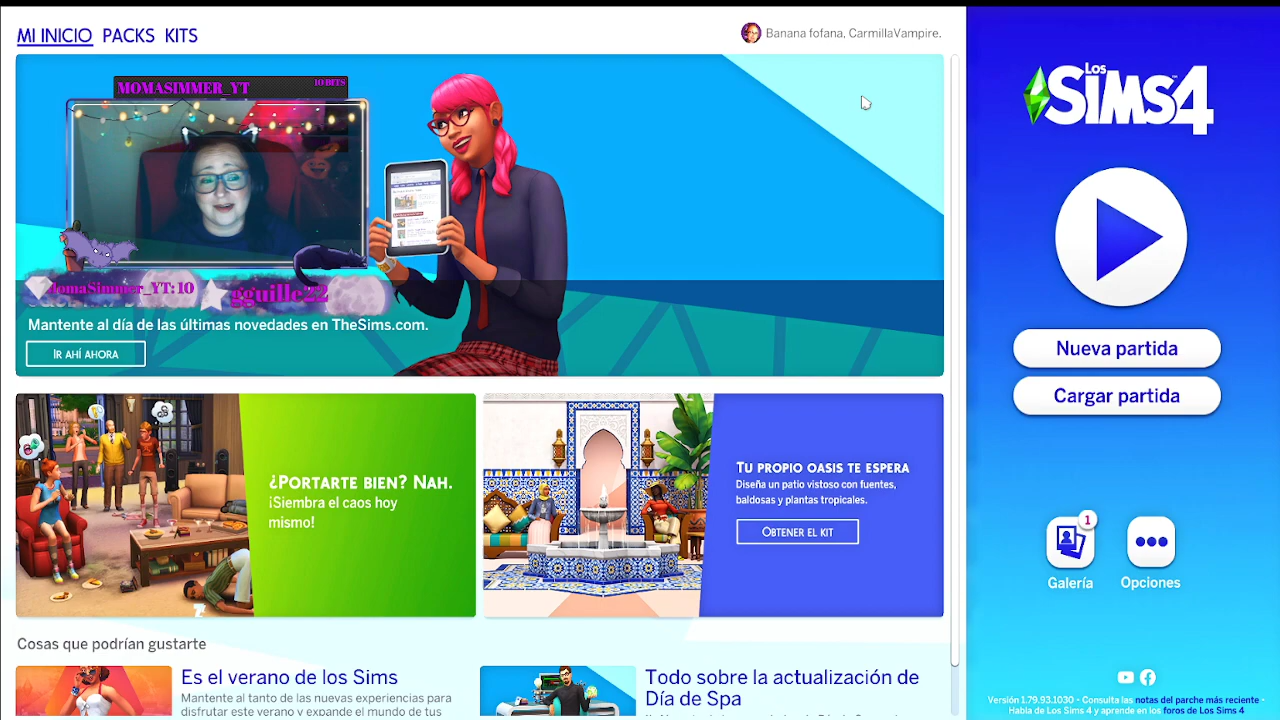 MI INICIO PACKS KITS
Banana fofana, CarmillaVampire.
MOMASIMMER_YT 10 BITS
MomaSimmer_YT: 10
gguille22
Mantente al día de las últimas novedades en TheSims.com.
IR AHÍ AHORA
¿PORTARTE BIEN? NAH.
¡Siembra el caos hoy
mismo!
TU PROPIO OASIS TE ESPERA
Diseña un patio vistoso con fuentes,
baldosas y plantas tropicales.
OBTENER EL KIT
Cosas que podrían gustarte
Es el verano de los Sims
Mantente al tanto de las nuevas experiencias para
disfrutar este verano y expande el mundo de tus
Todo sobre la actualización de
Día de Spa
LOS
SIMS4
Nueva partida
Cargar partida
1
Galería
Opciones
Versión 1.79.93.1030 - Consulta las notas del parche más reciente -
Habla de Los Sims 4 y aprende en los foros de Los Sims 4